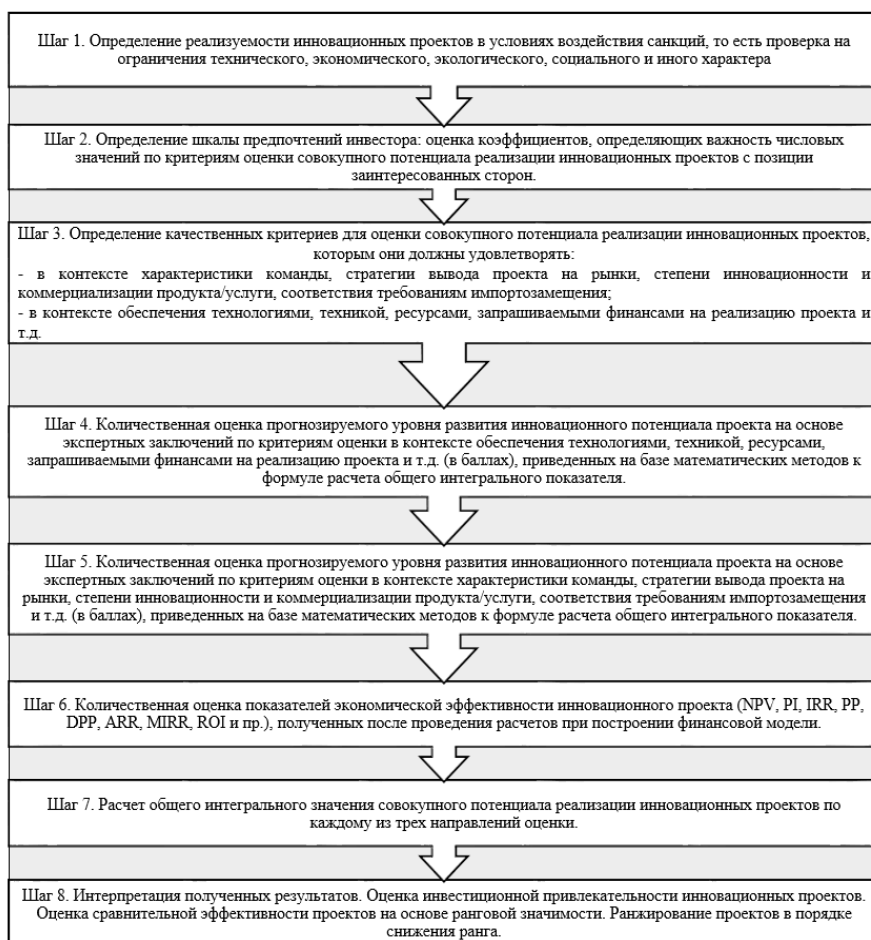 Шаг 1. Определение реализуемости инновационных проектов в условиях воздействия санкций, то есть проверка на
ограничения технического, экономического, экологического, социального и иного характера
Шаг 2. Определение шкалы предпочтений инвестора: оценка коэффициентов, определяющих важность числовых
значений по критериям оценки совокупного потенциала реализации инновационных проектов с позиции
заинтересованных сторон.
Шаг 3. Определение качественных критериев для оценки совокупного потенциала реализации инновационных проектов,
которым они должны удовлетворять:
- в контексте характеристики команды, стратегии вывода проекта на рынки, степени инновационности и
коммерциализации продукта/услуги, соответствия требованиям импортозамещения;
- в контексте обеспечения технологиями, техникой, ресурсами, запрашиваемыми финансами на реализацию проекта и
т.д.
Шаг 4. Количественная оценка прогнозируемого уровня развития инновационного потенциала проекта на основе
экспертных заключений по критериям оценки в контексте обеспечения технологиями, техникой, ресурсами,
запрашиваемыми финансами на реализацию проекта и т.д. (в баллах), приведенных на базе математических методов к
формуле расчета общего интегрального показателя.
Шаг 5. Количественная оценка прогнозируемого уровня развития инновационного потенциала проекта на основе
экспертных заключений по критериям оценки в контексте характеристики команды, стратегии вывода проекта на
рынки, степени инновационности и коммерциализации продукта/услуги, соответствия требованиям импортозамещения
и т.д. (в баллах), приведенных на базе математических методов к формуле расчета общего интегрального показателя.
Шаг 6. Количественная оценка показателей экономической эффективности инновационного проекта (NPV, PI, IRR, PP,
DPP, ARR, MIRR, ROI и пр.), полученных после проведения расчетов при построении финансовой модели.
Шаг 7. Расчет общего интегрального значения совокупного потенциала реализации инновационных проектов по
каждому из трех направлений оценки.
Шаг 8. Интерпретация полученных результатов. Оценка инвестиционной привлекательности инновационных проектов.
Оценка сравнительной эффективности проектов на основе ранговой значимости. Ранжирование проектов в порядке
снижения ранга.